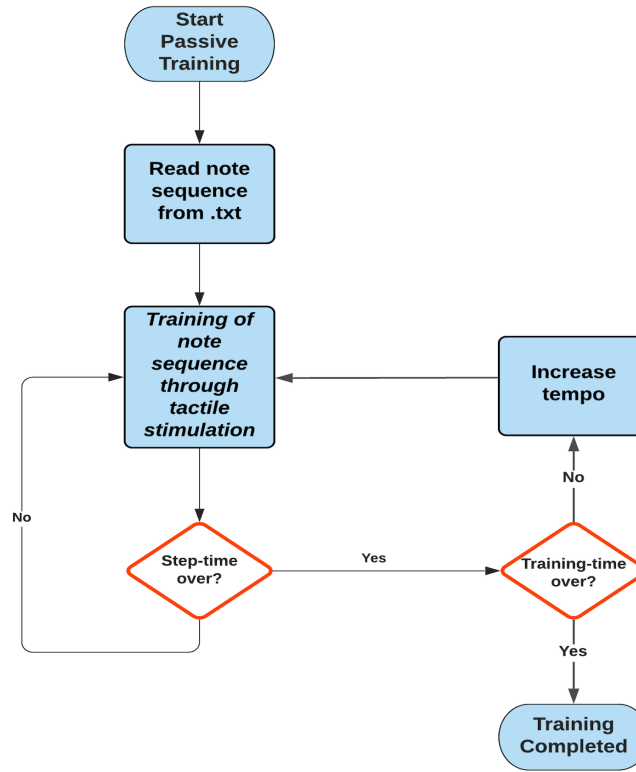 Start
Passive
Training
Read note
sequence
from .txt
Training of
note
sequence
through
tactile
stimulation
Increase
tempo
No
No
Step-time
over?
Yes
Training-time
over?
Yes
Training
Completed